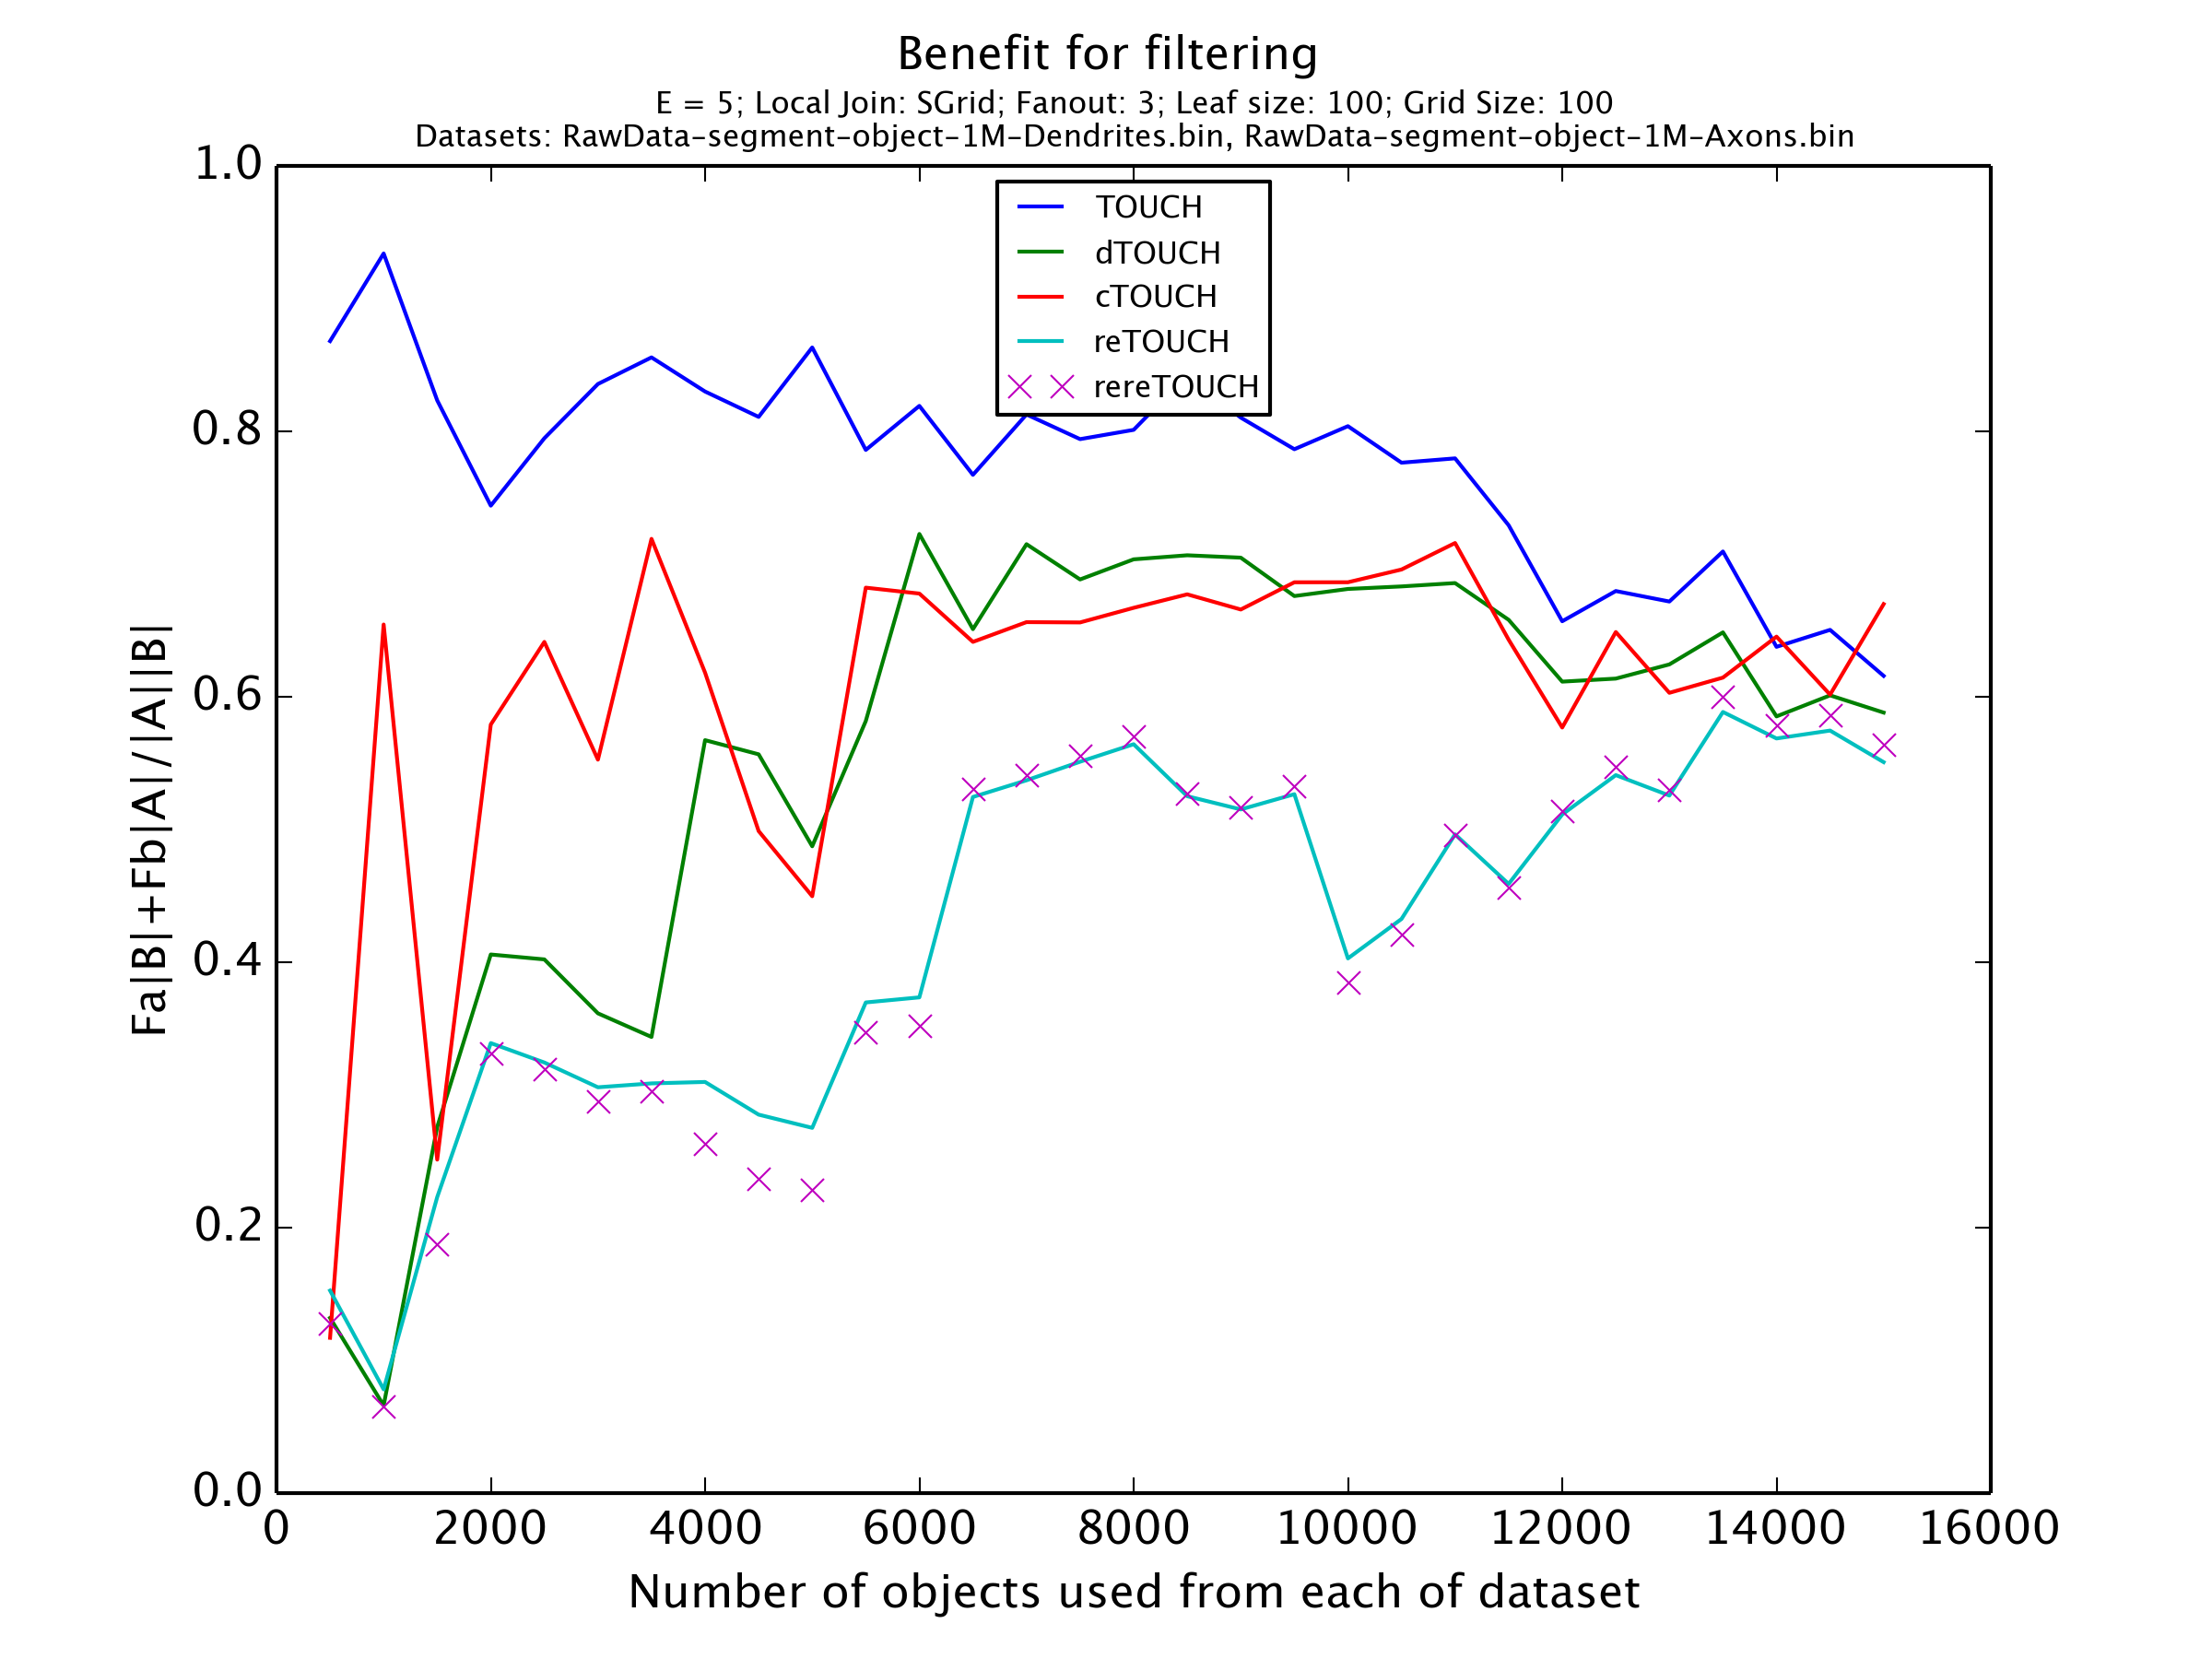 Benefit for filtering
E = 5; Local Join: SGrid; Fanout: 3; Leaf size: 100; Grid Size: 100
Datasets: RawData-segment-object-1M-Dendrites.bin, RawData-segment-object-1M-Axons.bin
TOUCH
dTOUCH
cTOUCH
reTOUCH
rereTOUCH
1.0
0.8
0.6
0.4
0.2
0.0
Fa|B|+Fb|A|/|A||B|
0 2000 4000 6000 8000 10000 12000 14000 16000
Number of objects used from each of dataset